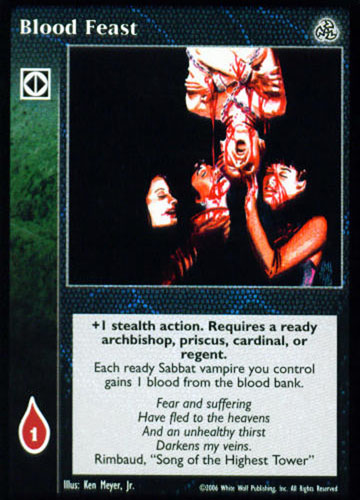 Blood Feast
+1 stealth action. Requires a ready
archbishop, priscus, cardinal, or
regent.
Each ready Sabbat vampire you control
gains 1 blood from the blood bank.
Fear and suffering
Have fled to the heavens
And an unhealthy thirst
Darkens my veins.
Rimbaud, “Song of the Highest Tower”
1
Illus: Ken Meyer, Jr. ©2006 White Wolf Publishing, Inc. All Rights Reserved